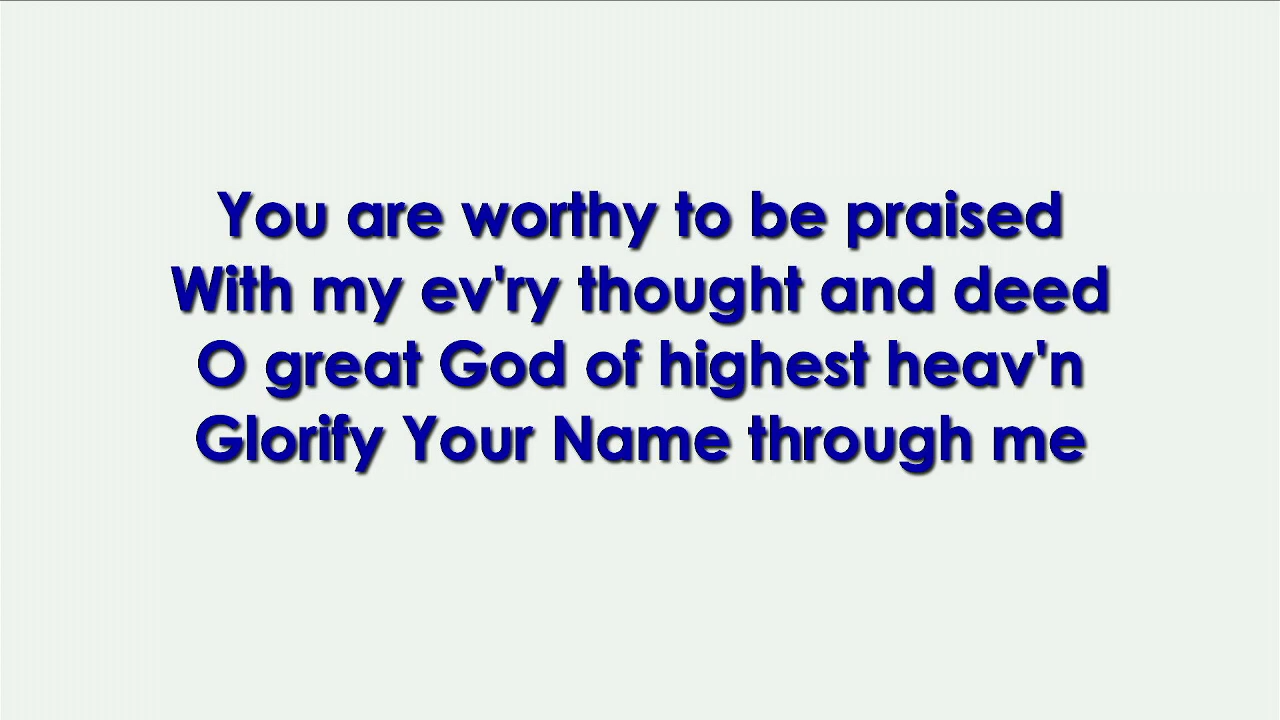 You are worthy to be praised
With my ev'ry thought and deed
O great God of highest heav'n
Glorify Your Name through me